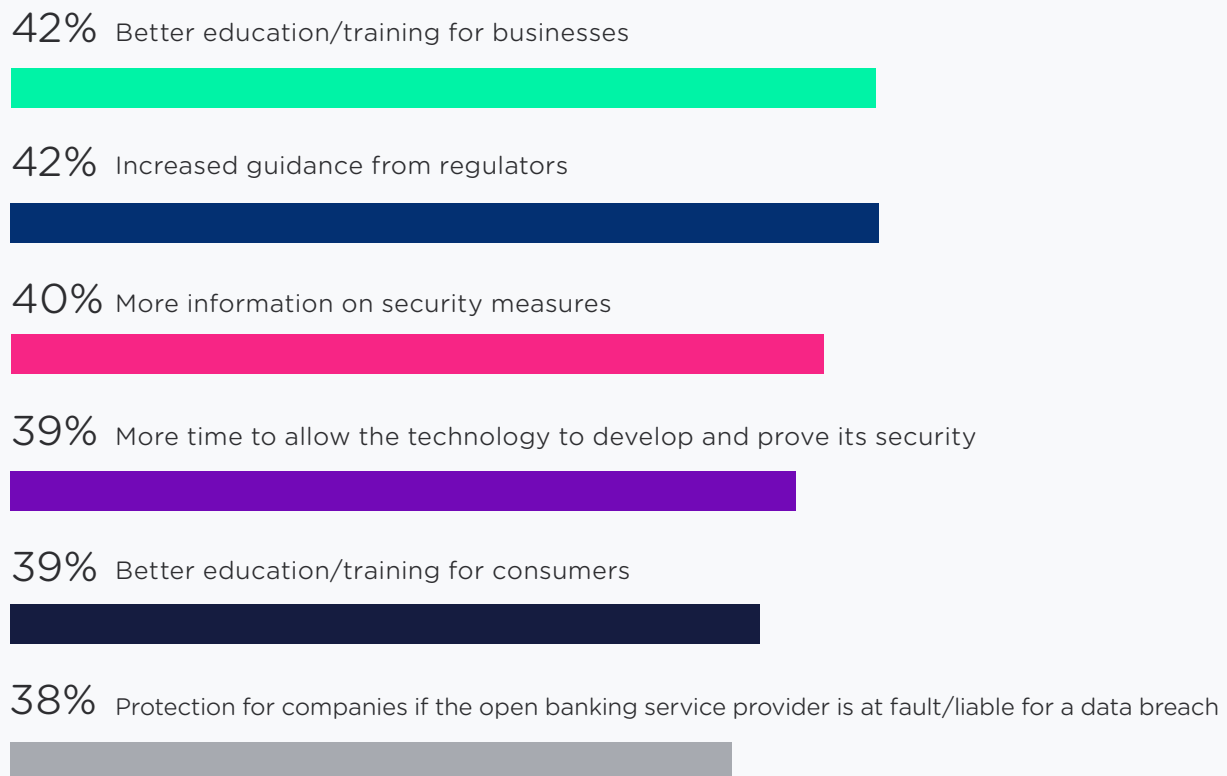 42% Better education/training for businesses
42% Increased guidance from regulators
40% More information on security measures
39% More time to allow the technology to develop and prove its security
39% Better education/training for consumers
38% Protection for companies if the open banking service provider is at fault/liable for a data breach